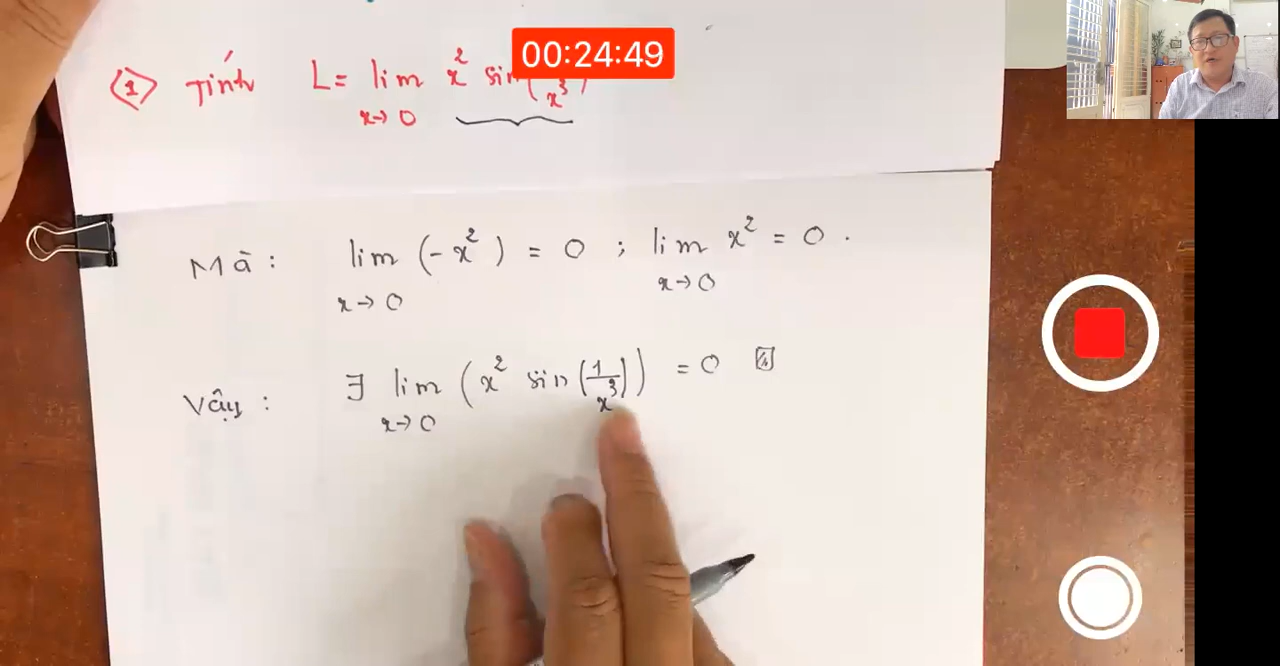 00:24:49
<1> Tính L = lim x² sin(
x→0 x³)
Mà : lim (-x²) = 0 ; lim x² = 0 .
x→0 x→0
Vậy : ∃ lim (x² sin(1/x³)) = 0
x→0